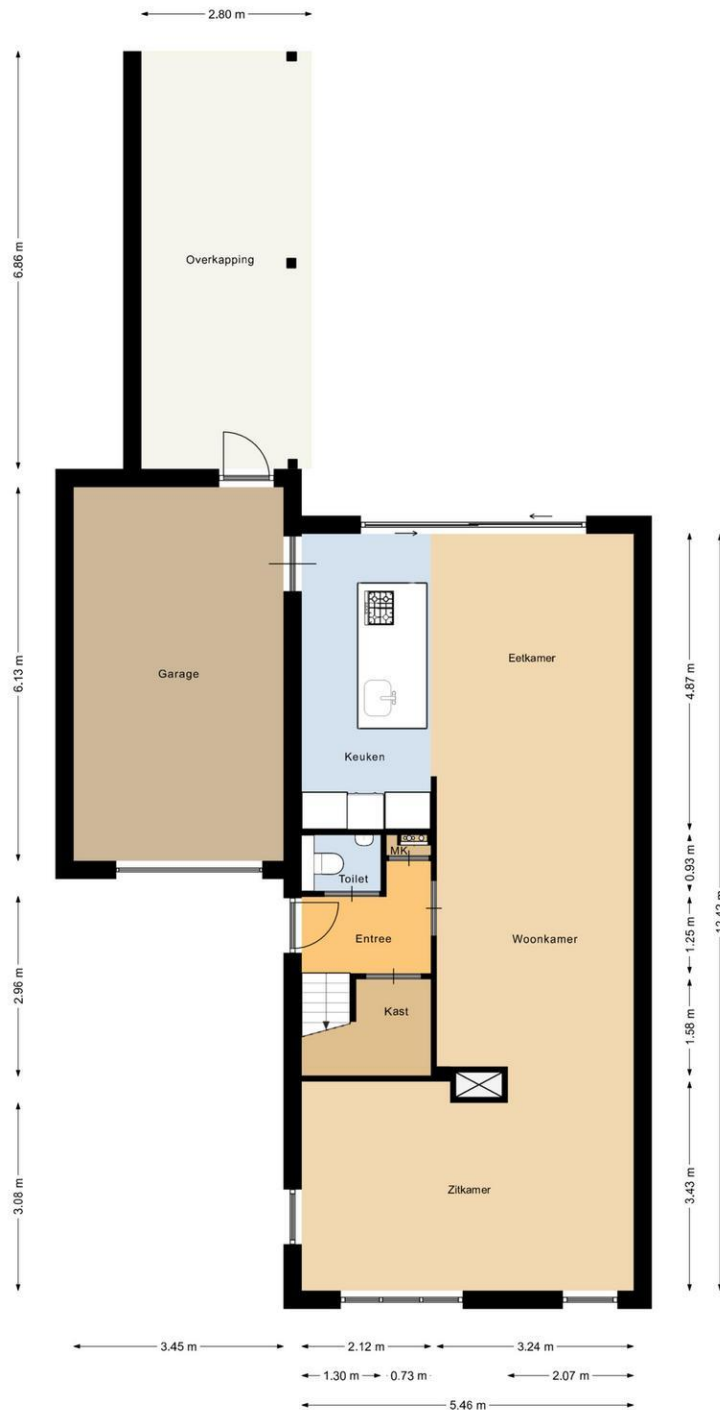 2.80 m
6.86 m
Overkapping
6.13 m
Garage
Eetkamer
4.87 m
Keuken
MK
0.93 m
Toilet
12.42 m
Entree
Woonkamer
1.25 m
2.96 m
Kast
1.58 m
Zitkamer
3.08 m
3.43 m
3.45 m
2.12 m
3.24 m
1.30 m
0.73 m
2.07 m
5.46 m